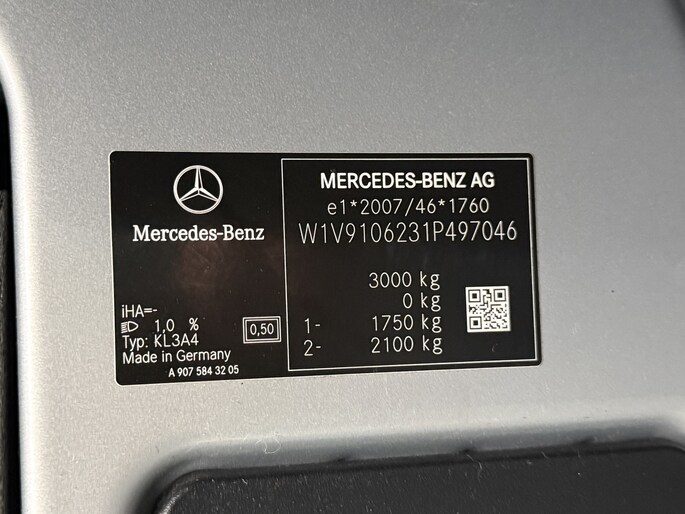 Mercedes-Benz
iHA=-
1,0 %
0,50
Typ: KL3A4
Made in Germany
A 907 584 32 05
MERCEDES-BENZ AG
e1*2007/46*1760
W1V9106231P497046
3000 kg
0 kg
1- 1750 kg
2- 2100 kg